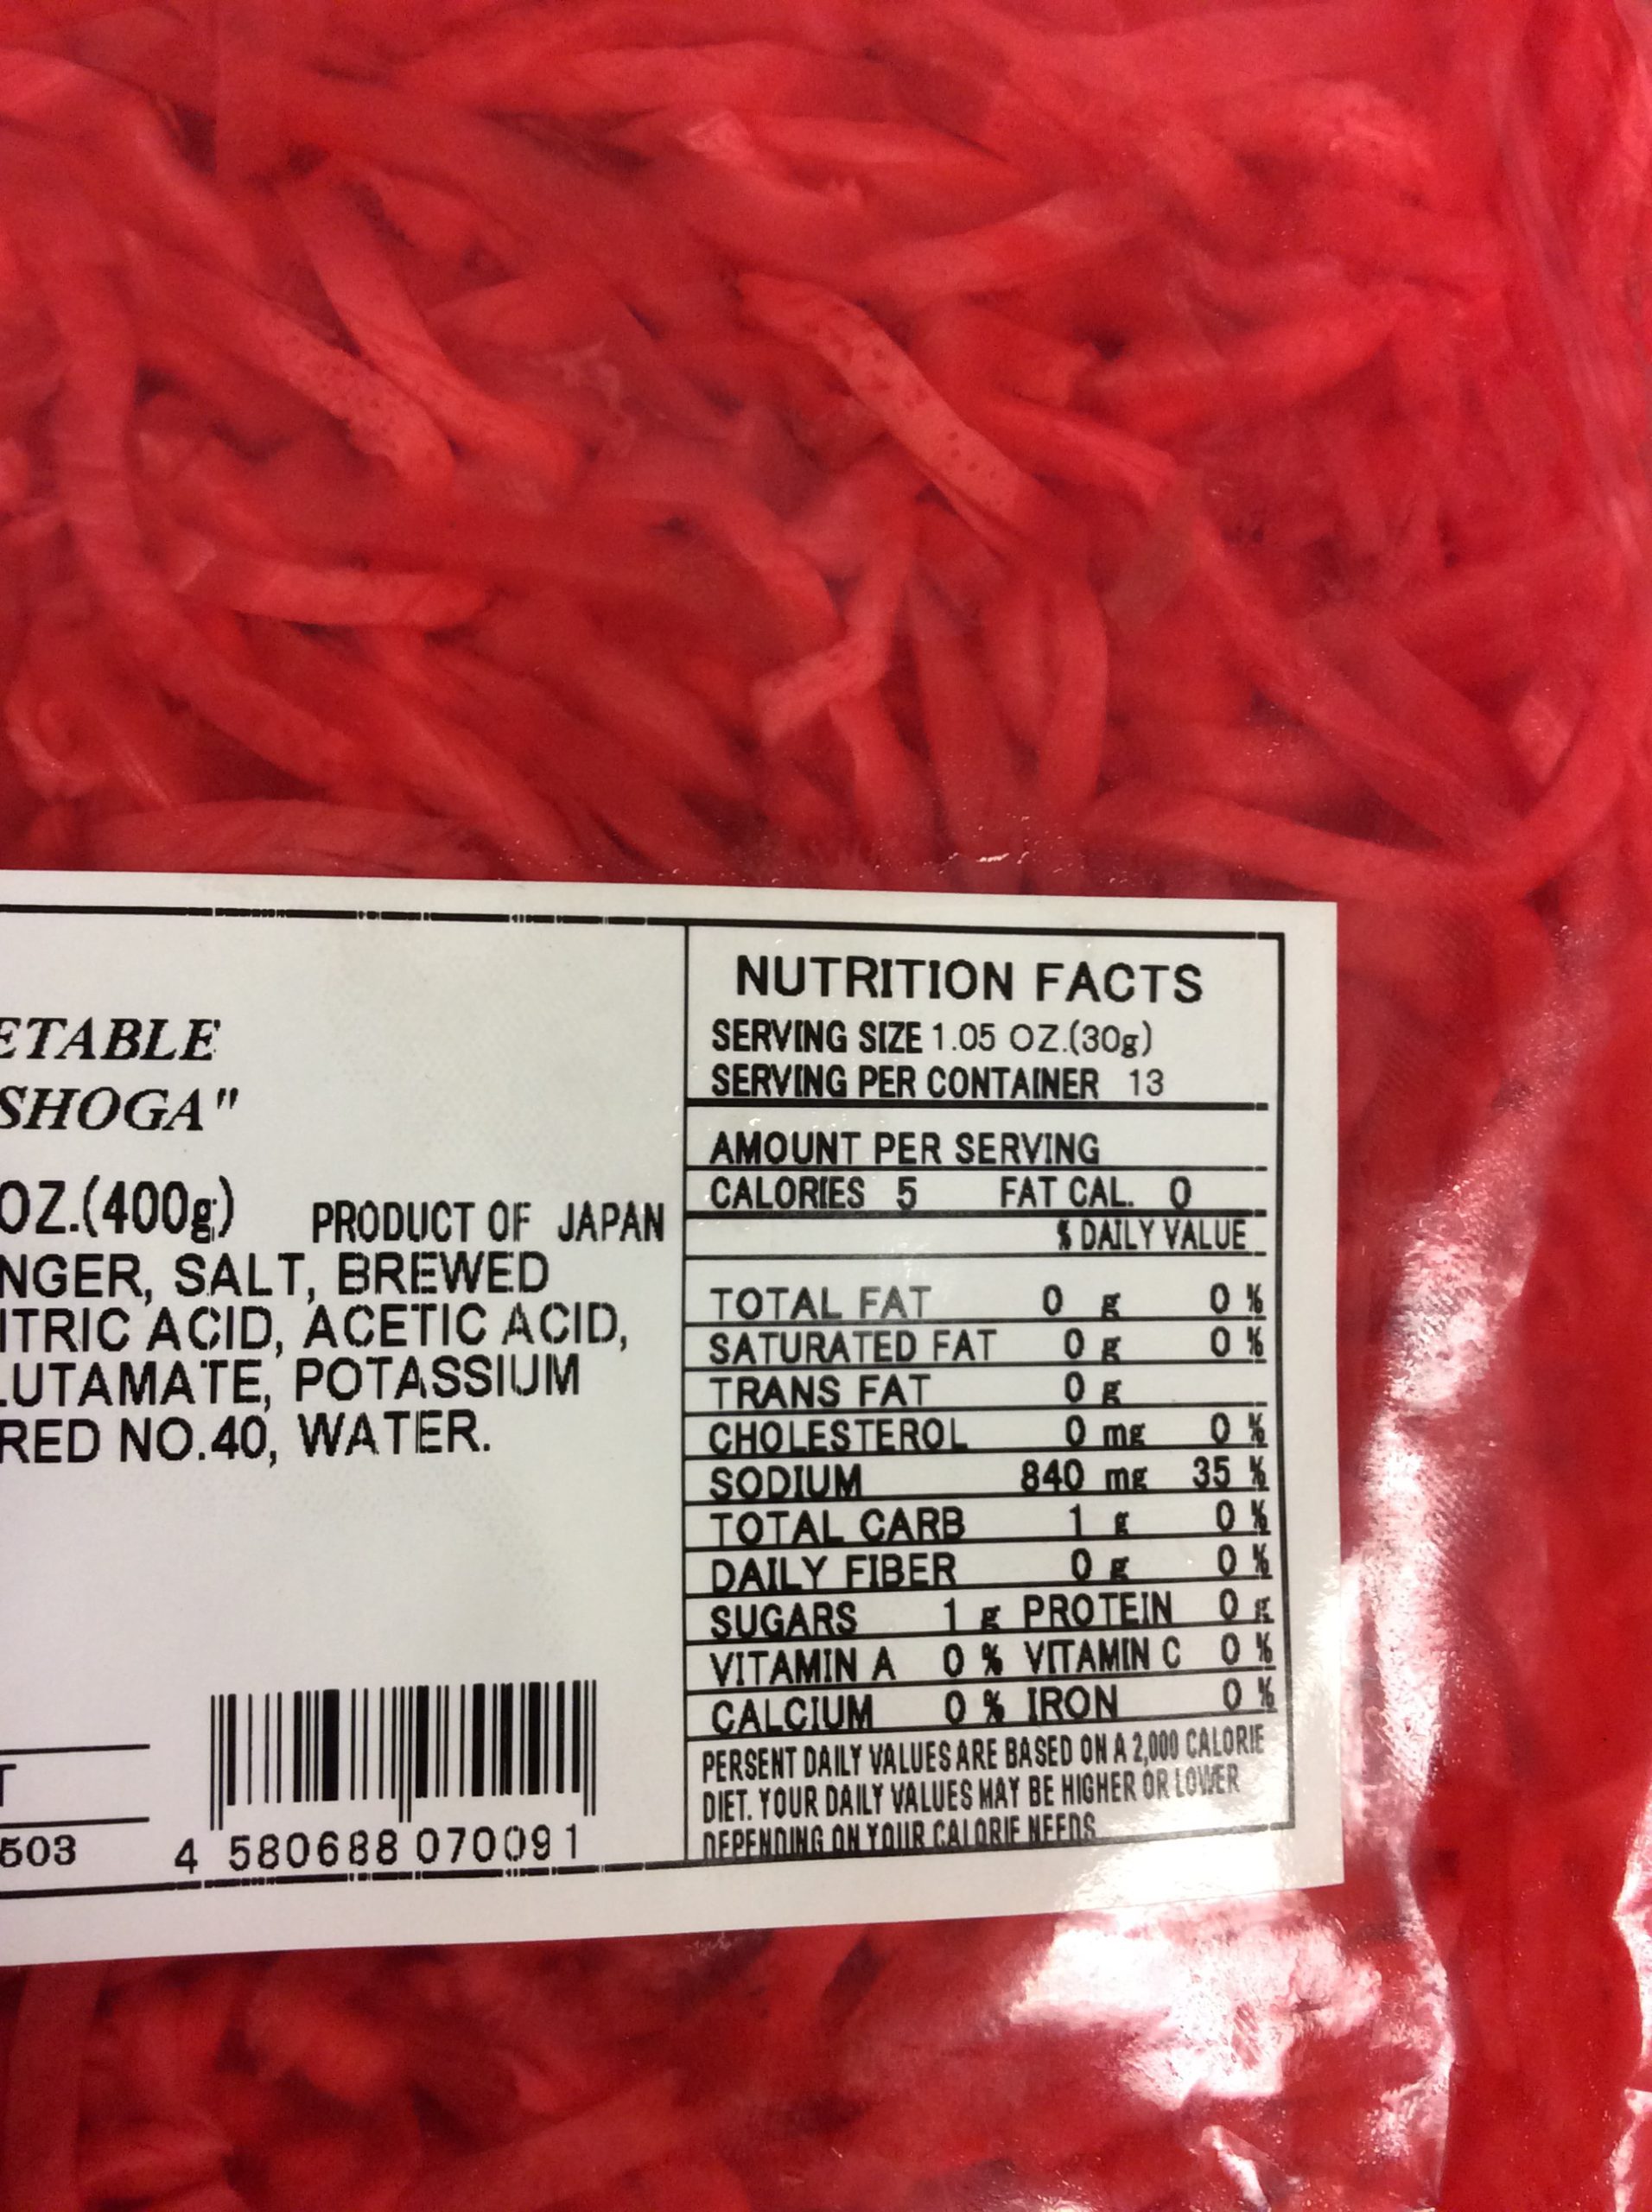 ETABLE
SHOGA"
OZ.(400g) PRODUCT OF JAPAN
NGER, SALT, BREWED
ITRIC ACID, ACETIC ACID,
LUTAMATE, POTASSIUM
RED NO.40, WATER.
T
503
4 580688 070091
NUTRITION FACTS
SERVING SIZE 1.05 OZ.(30g)
SERVING PER CONTAINER 13
AMOUNT PER SERVING
CALORIES 5 FAT CAL. 0
% DAILY VALUE
TOTAL FAT 0 g 0 %
SATURATED FAT 0 g 0 %
TRANS FAT 0 g
CHOLESTEROL 0 mg 0 %
SODIUM 840 mg 35 %
TOTAL CARB 1 g 0 %
DAILY FIBER 0 g 0 %
SUGARS 1 g PROTEIN 0 g
VITAMIN A 0 % VITAMIN C 0 %
CALCIUM 0 % IRON 0 %
PERSENT DAILY VALUES ARE BASED ON A 2,000 CALORIE
DIET. YOUR DAILY VALUES MAY BE HIGHER OR LOWER
DEPENDING ON YOUR CALORIE NEEDS